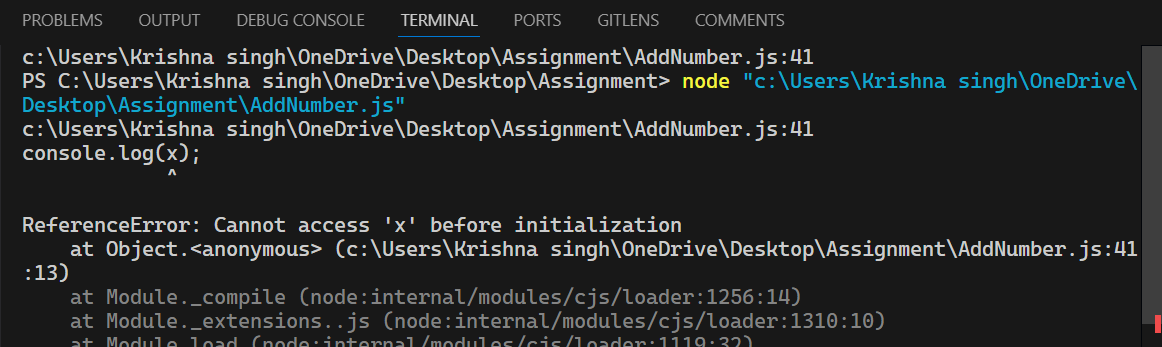 PROBLEMS OUTPUT DEBUG CONSOLE TERMINAL PORTS GITLENS COMMENTS
c:\Users\Krishna singh\OneDrive\Desktop\Assignment\AddNumber.js:41
PS C:\Users\Krishna singh\OneDrive\Desktop\Assignment> node "c:\Users\Krishna singh\OneDrive\
Desktop\Assignment\AddNumber.js"
c:\Users\Krishna singh\OneDrive\Desktop\Assignment\AddNumber.js:41
console.log(x);
            ^
ReferenceError: Cannot access 'x' before initialization
    at Object.<anonymous> (c:\Users\Krishna singh\OneDrive\Desktop\Assignment\AddNumber.js:41
:13)
    at Module._compile (node:internal/modules/cjs/loader:1256:14)
    at Module._extensions..js (node:internal/modules/cjs/loader:1310:10)
    at Module.load (node:internal/modules/cjs/loader:1119:32)